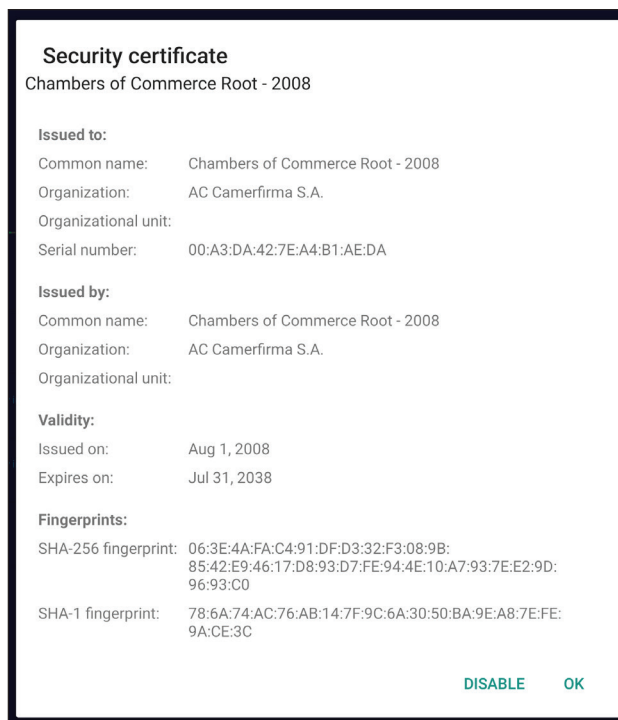 Security certificate
Chambers of Commerce Root - 2008
Issued to:
Common name: Chambers of Commerce Root - 2008
Organization: AC Camerfirma S.A.
Organizational unit:
Serial number: 00:A3:DA:42:7E:A4:B1:AE:DA
Issued by:
Common name: Chambers of Commerce Root - 2008
Organization: AC Camerfirma S.A.
Organizational unit:
Validity:
Issued on: Aug 1, 2008
Expires on: Jul 31, 2038
Fingerprints:
SHA-256 fingerprint: 06:3E:4A:FA:C4:91:DF:D3:32:F3:08:9B:
85:42:E9:46:17:D8:93:D7:FE:94:4E:10:A7:93:7E:E2:9D:
96:93:C0
SHA-1 fingerprint: 78:6A:74:AC:76:AB:14:7F:9C:6A:30:50:BA:9E:A8:7E:FE:
9A:CE:3C
DISABLE OK